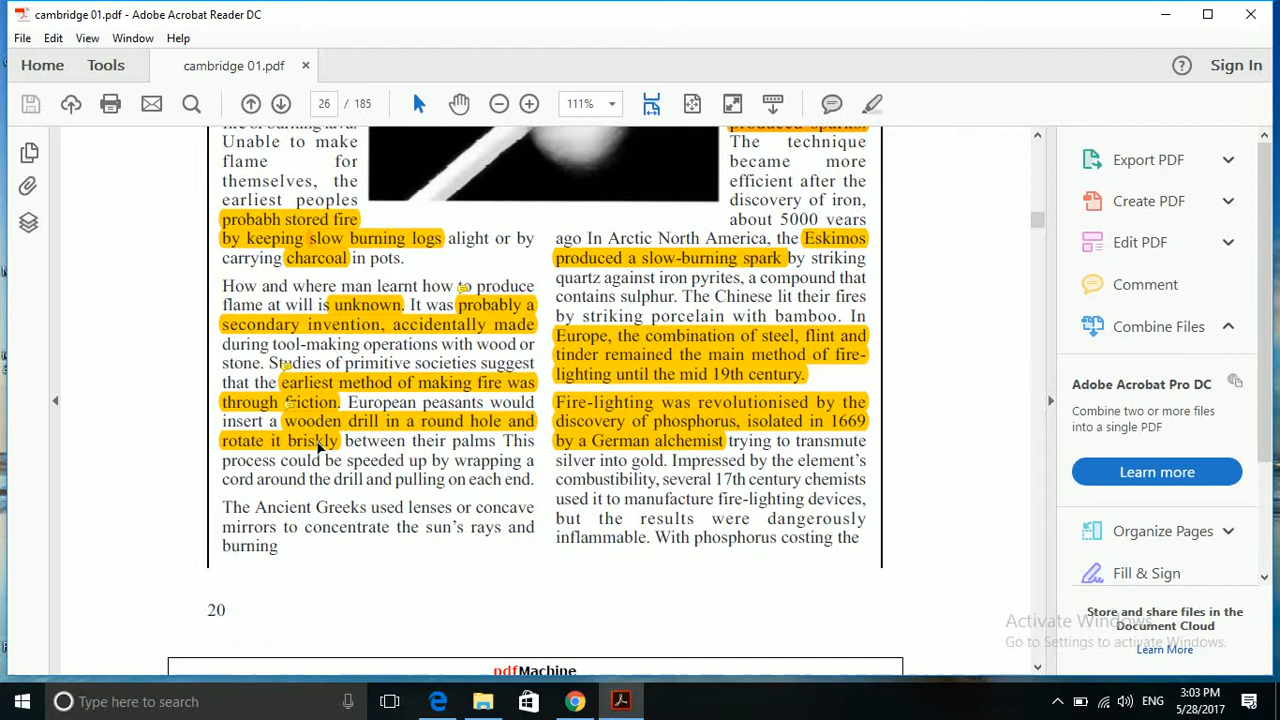 cambridge 01.pdf - Adobe Acrobat Reader DC
File Edit View Window Help
Home Tools cambridge 01.pdf × Sign In
26 / 185 111%
Unable to make
flame for
themselves, the
earliest peoples
probabh stored fire
by keeping slow burning logs alight or by
carrying charcoal in pots.
How and where man learnt how to produce
flame at will is unknown. It was probably a
secondary invention, accidentally made
during tool-making operations with wood or
stone. Studies of primitive societies suggest
that the earliest method of making fire was
through friction. European peasants would
insert a wooden drill in a round hole and
rotate it briskly between their palms This
process could be speeded up by wrapping a
cord around the drill and pulling on each end.
The Ancient Greeks used lenses or concave
mirrors to concentrate the sun's rays and
burning
produced sparks.
The technique
became more
efficient after the
discovery of iron,
about 5000 years
ago In Arctic North America, the Eskimos
produced a slow-burning spark by striking
quartz against iron pyrites, a compound that
contains sulphur. The Chinese lit their fires
by striking porcelain with bamboo. In
Europe, the combination of steel, flint and
tinder remained the main method of fire-
lighting until the mid 19th century.
Fire-lighting was revolutionised by the
discovery of phosphorus, isolated in 1669
by a German alchemist trying to transmute
silver into gold. Impressed by the element's
combustibility, several 17th century chemists
used it to manufacture fire-lighting devices,
but the results were dangerously
inflammable. With phosphorus costing the
20
pdfMachine
Export PDF
Create PDF
Edit PDF
Comment
Combine Files
Adobe Acrobat Pro DC
Combine two or more files
into a single PDF
Learn more
Organize Pages
Fill & Sign
Store and share files in the
Document Cloud
Learn More
Activate Windows
Go to Settings to activate Windows.
Type here to search
ENG
3:03 PM
5/28/2017